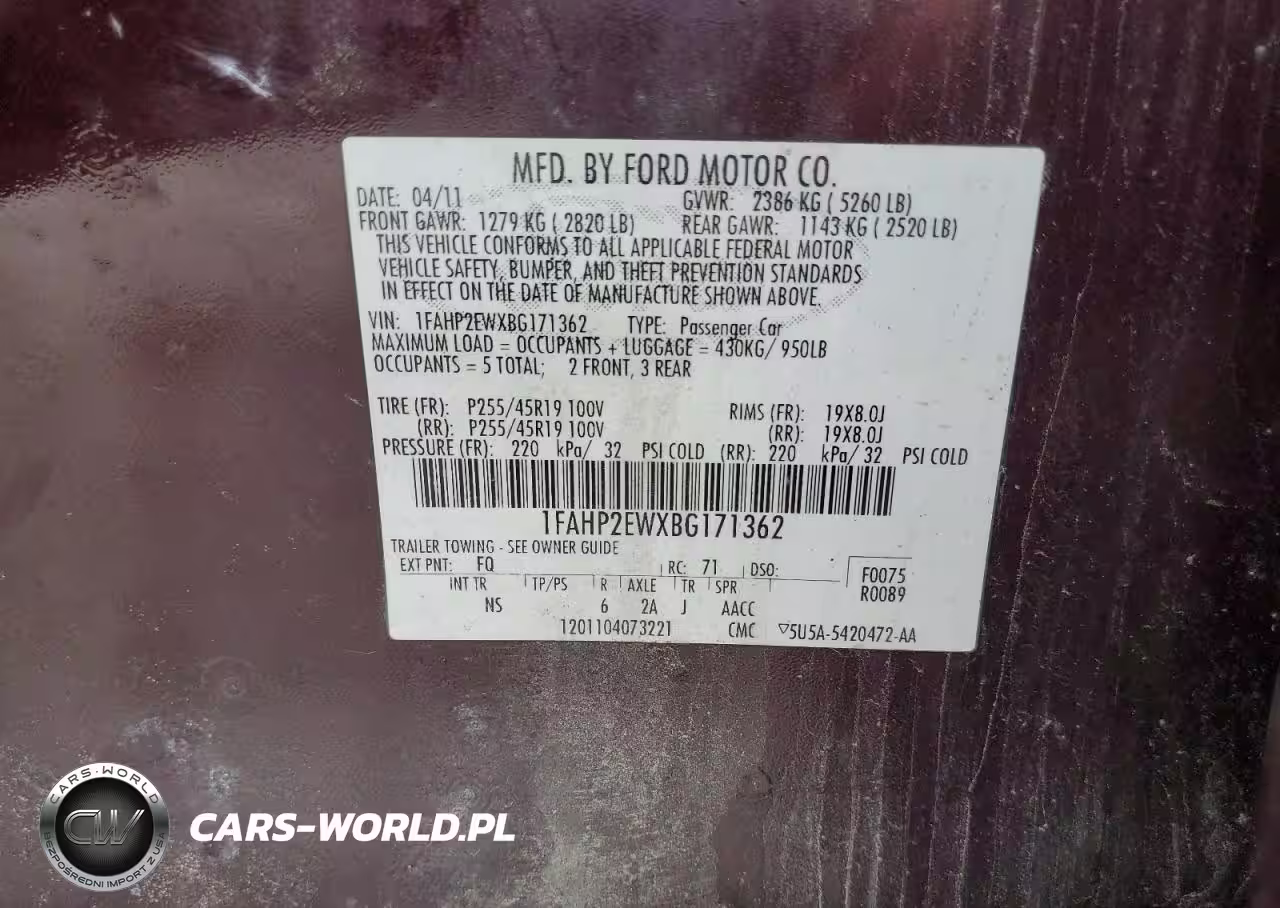 MFD. BY FORD MOTOR CO.
DATE: 04/11 GVWR: 2386 KG ( 5260 LB)
FRONT GAWR: 1279 KG ( 2820 LB) REAR GAWR: 1143 KG ( 2520 LB)
THIS VEHICLE CONFORMS TO ALL APPLICABLE FEDERAL MOTOR
VEHICLE SAFETY, BUMPER, AND THEFT PREVENTION STANDARDS
IN EFFECT ON THE DATE OF MANUFACTURE SHOWN ABOVE.
VIN: 1FAHP2EWXBG171362 TYPE: Passenger Car
MAXIMUM LOAD = OCCUPANTS + LUGGAGE = 430KG/ 950LB
OCCUPANTS = 5 TOTAL; 2 FRONT, 3 REAR
TIRE (FR): P255/45R19 100V RIMS (FR): 19X8.0J
(RR): P255/45R19 100V (RR): 19X8.0J
PRESSURE (FR): 220 kPa/ 32 PSI COLD (RR): 220 kPa/ 32 PSI COLD
1FAHP2EWXBG171362
TRAILER TOWING - SEE OWNER GUIDE
EXT PNT: FQ RC: 71 DSO: F0075
INT TR TP/PS R AXLE TR SPR R0089
NS 6 2A J AACC
1201104073221 CMC ▽5U5A-5420472-AA
CARS-WORLD
CW
BEZPOŚREDNI IMPORT Z USA
CARS-WORLD.PL